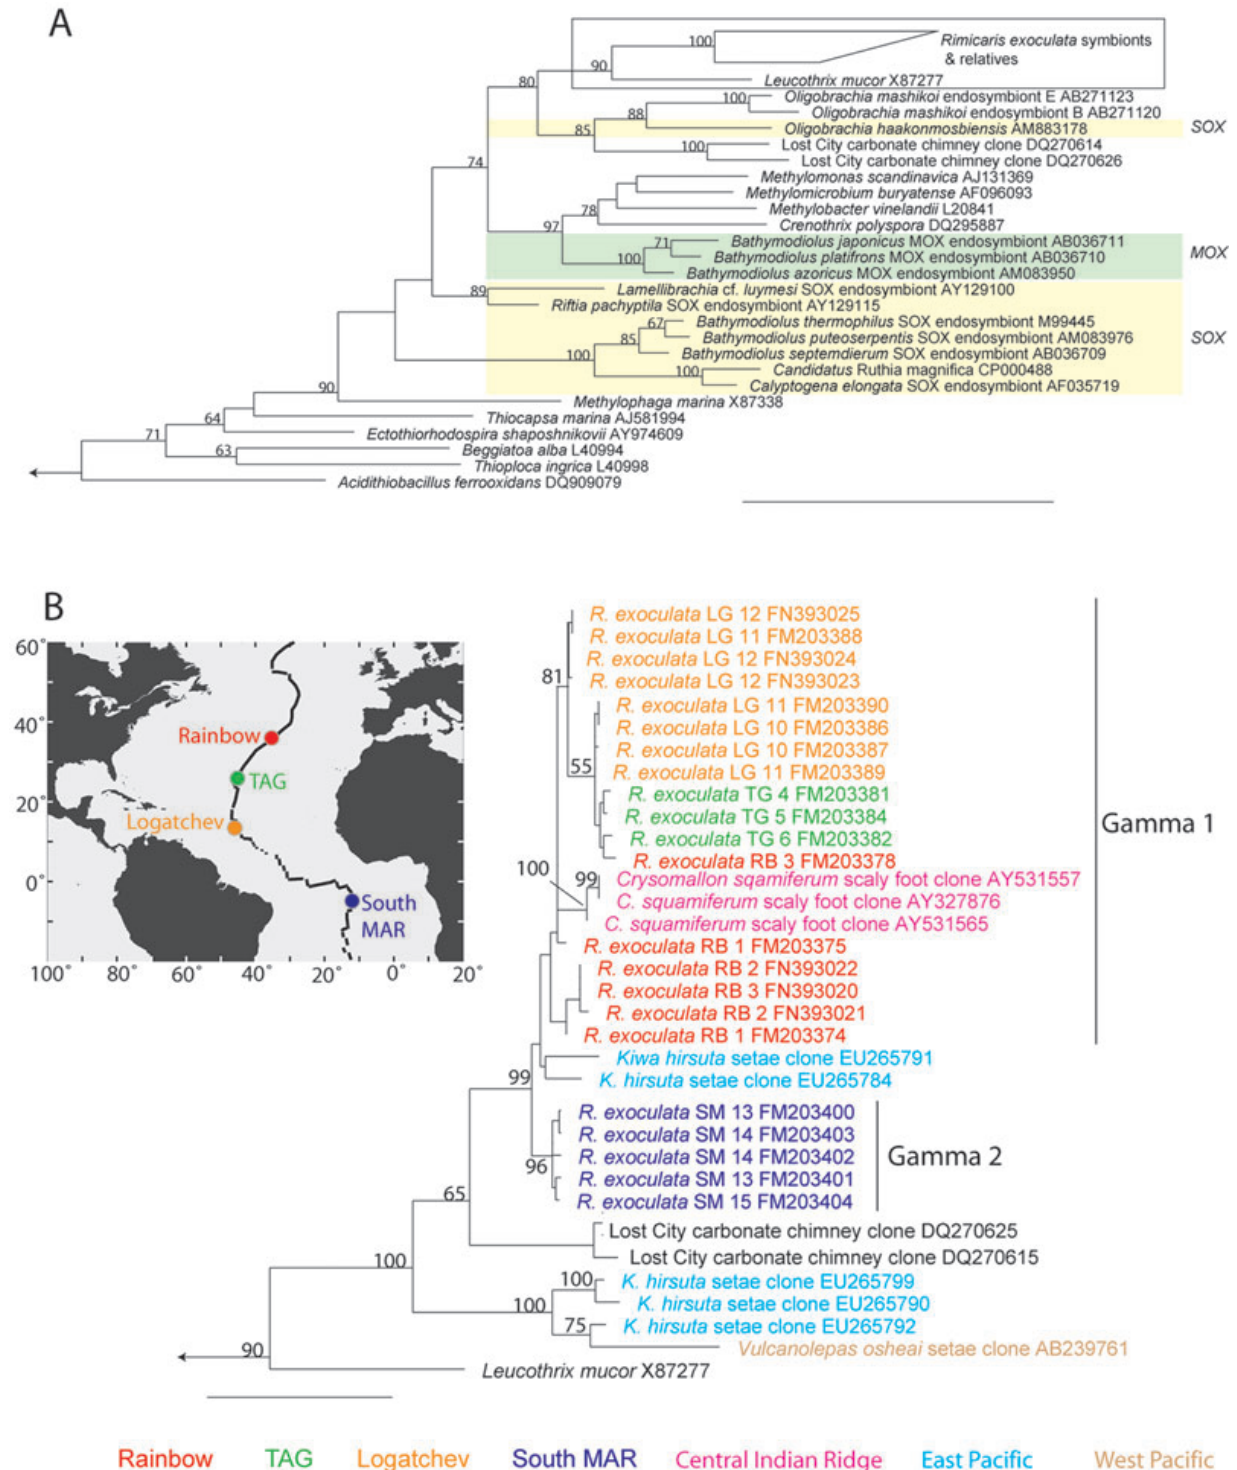 A
100
Rimicaris exoculata symbionts
& relatives
90
Leucothrix mucor X87277
80
100
Oligobrachia mashikoi endosymbiont E AB271123
88
Oligobrachia mashikoi endosymbiont B AB271120
85
Oligobrachia haakonmosbiensis AM883178
SOX
100
Lost City carbonate chimney clone DQ270614
Lost City carbonate chimney clone DQ270626
74
Methylomonas scandinavica AJ131369
Methylomicrobium buryatense AF096093
78
Methylobacter vinelandii L20841
97
Crenothrix polyspora DQ295887
71
Bathymodiolus japonicus MOX endosymbiont AB036711
100
Bathymodiolus platifrons MOX endosymbiont AB036710
MOX
Bathymodiolus azoricus MOX endosymbiont AM083950
89
Lamellibrachia cf. luymesi SOX endosymbiont AY129100
Riftia pachyptila SOX endosymbiont AY129115
67
Bathymodiolus thermophilus SOX endosymbiont M99445
85
Bathymodiolus puteoserpentis SOX endosymbiont AM083976
SOX
100
Bathymodiolus septemdierum SOX endosymbiont AB036709
100
Candidatus Ruthia magnifica CP000488
Calyptogena elongata SOX endosymbiont AF035719
90
Methylophaga marina X87338
64
Thiocapsa marina AJ581994
71
Ectothiorhodospira shaposhnikovii AY974609
63
Beggiatoa alba L40994
Thioploca ingrica L40998
Acidithiobacillus ferrooxidans DQ909079
B
60°
40°
20°
0°
100°
80°
60°
40°
20°
0°
20°
Rainbow
TAG
Logatchev
South
MAR
R. exoculata LG 12 FN393025
R. exoculata LG 11 FM203388
R. exoculata LG 12 FN393024
81
R. exoculata LG 12 FN393023
R. exoculata LG 11 FM203390
R. exoculata LG 10 FM203386
R. exoculata LG 10 FM203387
55
R. exoculata LG 11 FM203389
R. exoculata TG 4 FM203381
R. exoculata TG 5 FM203384
Gamma 1
R. exoculata TG 6 FM203382
R. exoculata RB 3 FM203378
100
99
Crysomallon sqamiferum scaly foot clone AY531557
C. squamiferum scaly foot clone AY327876
C. squamiferum scaly foot clone AY531565
R. exoculata RB 1 FM203375
R. exoculata RB 2 FN393022
R. exoculata RB 3 FN393020
R. exoculata RB 2 FN393021
R. exoculata RB 1 FM203374
Kiwa hirsuta setae clone EU265791
99
K. hirsuta setae clone EU265784
R. exoculata SM 13 FM203400
R. exoculata SM 14 FM203403
R. exoculata SM 14 FM203402
Gamma 2
96
R. exoculata SM 13 FM203401
R. exoculata SM 15 FM203404
65
Lost City carbonate chimney clone DQ270625
Lost City carbonate chimney clone DQ270615
100
100
K. hirsuta setae clone EU265799
100
K. hirsuta setae clone EU265790
75
K. hirsuta setae clone EU265792
Vulcanolepas osheai setae clone AB239761
90
Leucothrix mucor X87277
Rainbow TAG Logatchev South MAR Central Indian Ridge East Pacific West Pacific